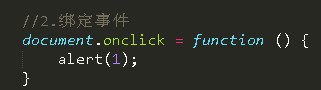 //2.绑定事件
document.onclick = function () {
    alert(1);
}